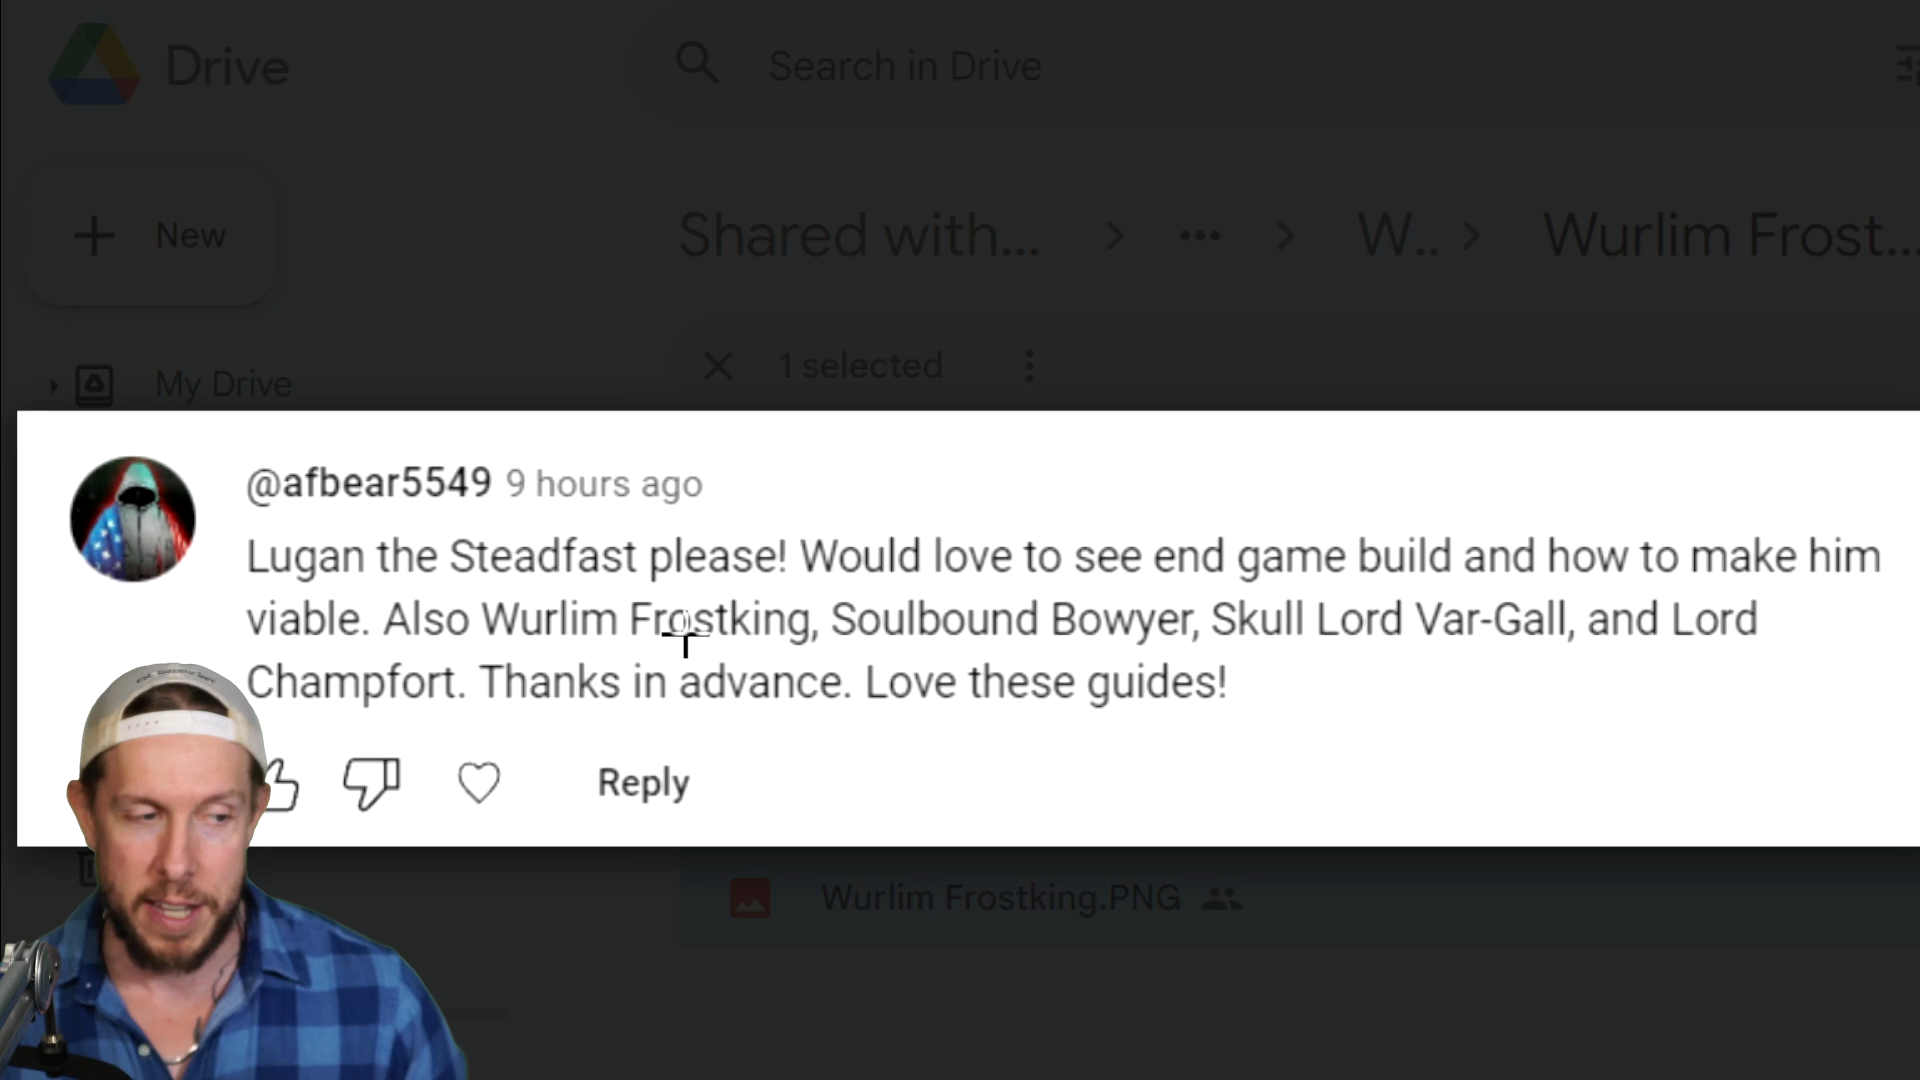 Drive
Search in Drive
New
Shared with... > ... > W.. > Wurlim Frost...
My Drive
1 selected
@afbear5549 9 hours ago
Lugan the Steadfast please! Would love to see end game build and how to make him
viable. Also Wurlim Frostking, Soulbound Bowyer, Skull Lord Var-Gall, and Lord
Champfort. Thanks in advance. Love these guides!
Reply
Wurlim Frostking.PNG